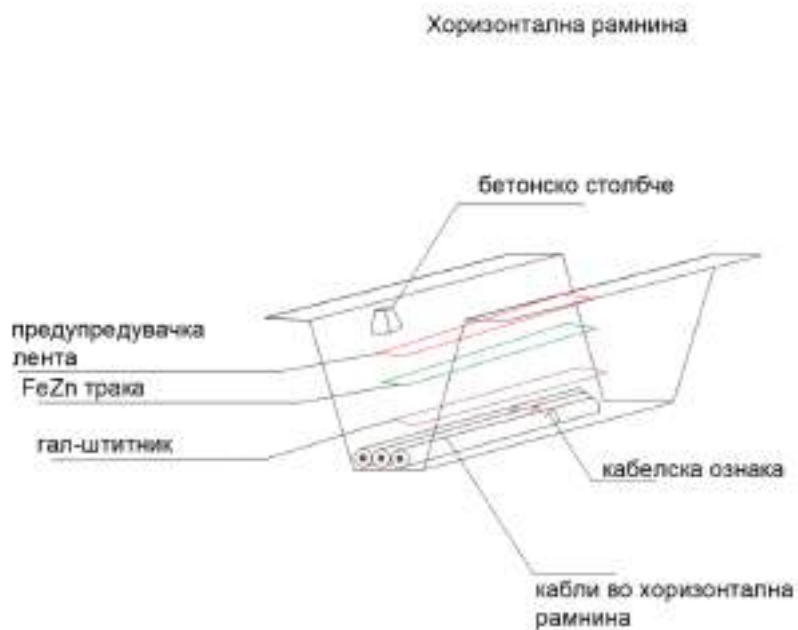 Хоризонтална рамнина
бетонско столбче
предупредувачка
лента
FeZn трака
гал-штитник
кабелска ознака
кабли во хоризонтална
рамнина